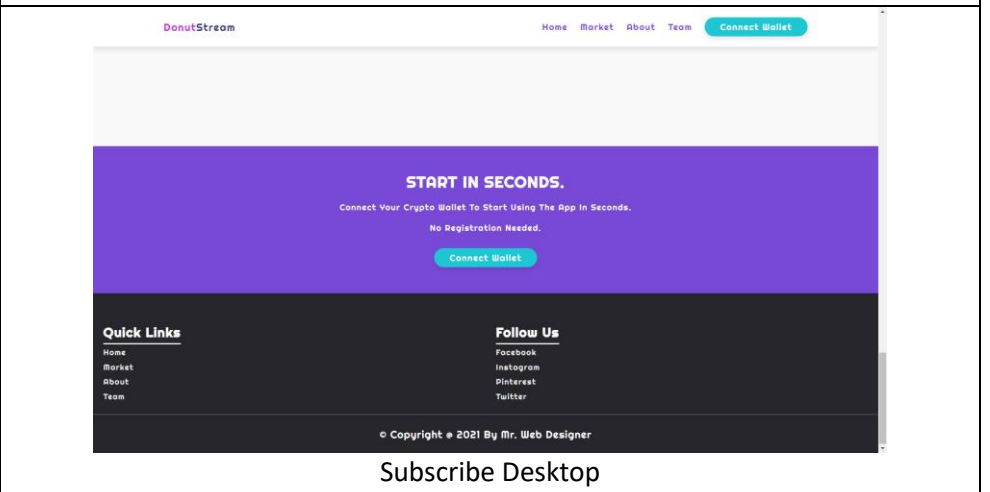 DonutStream Home Market About Team Connect Wallet
START IN SECONDS.
Connect Your Crypto Wallet To Start Using The App In Seconds.
No Registration Needed.
Connect Wallet
Quick Links
Home
Market
About
Team
Follow Us
Facebook
Instagram
Pinterest
Twitter
© Copyright @ 2021 By Mr. Web Designer
Subscribe Desktop